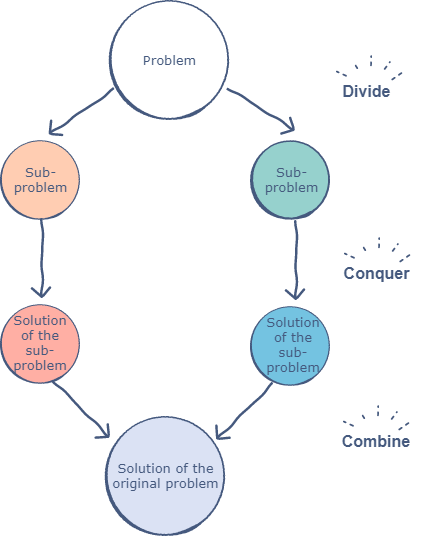 Problem
Divide
Sub-
problem
Sub-
problem
Conquer
Solution
of the
sub-
problem
Solution
of the
sub-
problem
Combine
Solution of the
original problem